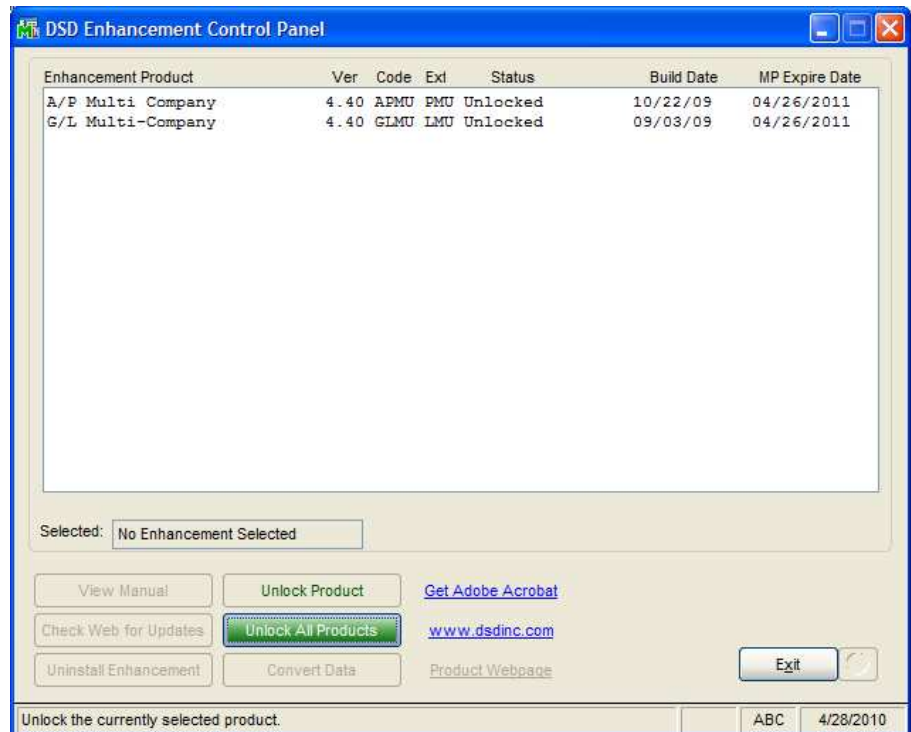 DSD Enhancement Control Panel
Enhancement Product Ver Code Ext Status Build Date MP Expire Date
A/P Multi Company 4.40 APMU PMU Unlocked 10/22/09 04/26/2011
G/L Multi-Company 4.40 GLMU LMU Unlocked 09/03/09 04/26/2011
Selected: No Enhancement Selected
View Manual Unlock Product Get Adobe Acrobat
Check Web for Updates Unlock All Products www.dsdinc.com
Uninstall Enhancement Convert Data Product Webpage Exit
Unlock the currently selected product. ABC 4/28/2010